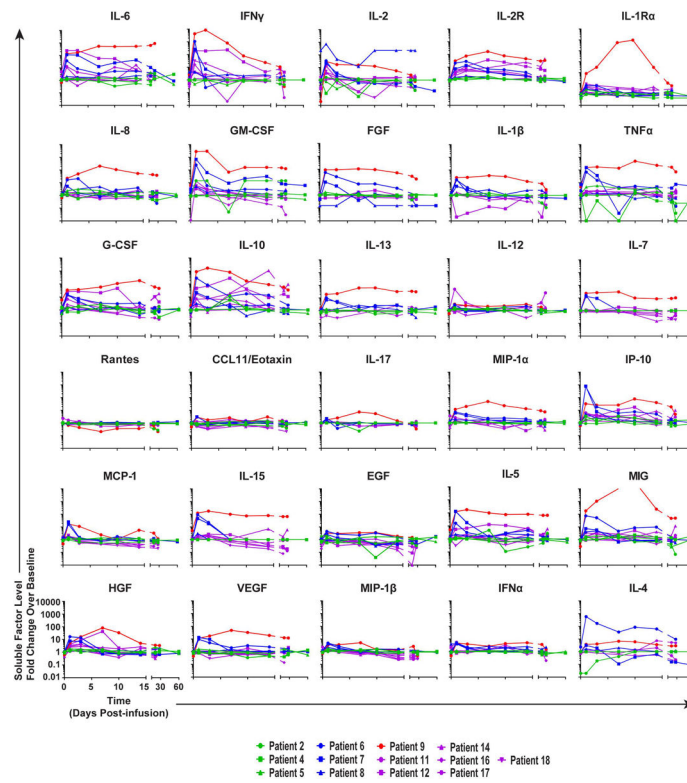 IL-6 IFNγ IL-2 IL-2R IL-1Rα
IL-8 GM-CSF FGF IL-1β TNFα
G-CSF IL-10 IL-13 IL-12 IL-7
Rantes CCL11/Eotaxin IL-17 MIP-1α IP-10
MCP-1 IL-15 EGF IL-5 MIG
HGF VEGF MIP-1β IFNα IL-4
Soluble Factor Level
Fold Change Over Baseline
10000
1000
100
10
1
0.1
0.01
0 5 10 15 30 60
Time
(Days Post-infusion)
Patient 2 Patient 6 Patient 9 Patient 14
Patient 4 Patient 7 Patient 11 Patient 16 Patient 18
Patient 5 Patient 8 Patient 12 Patient 17